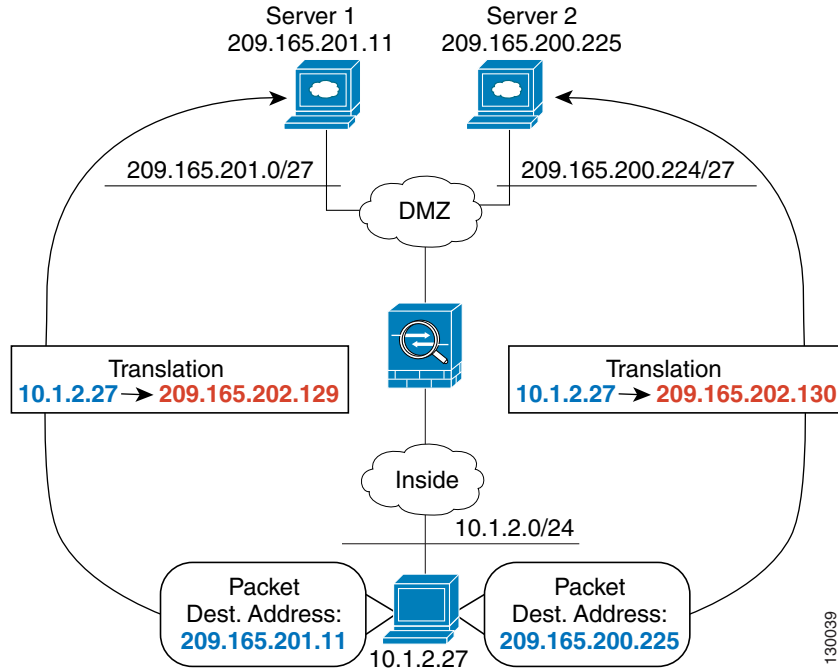 Server 1
209.165.201.11
Server 2
209.165.200.225
209.165.201.0/27
209.165.200.224/27
DMZ
Translation
10.1.2.27 → 209.165.202.129
Translation
10.1.2.27 → 209.165.202.130
Inside
10.1.2.0/24
Packet
Dest. Address:
209.165.201.11
Packet
Dest. Address:
209.165.200.225
10.1.2.27
130039